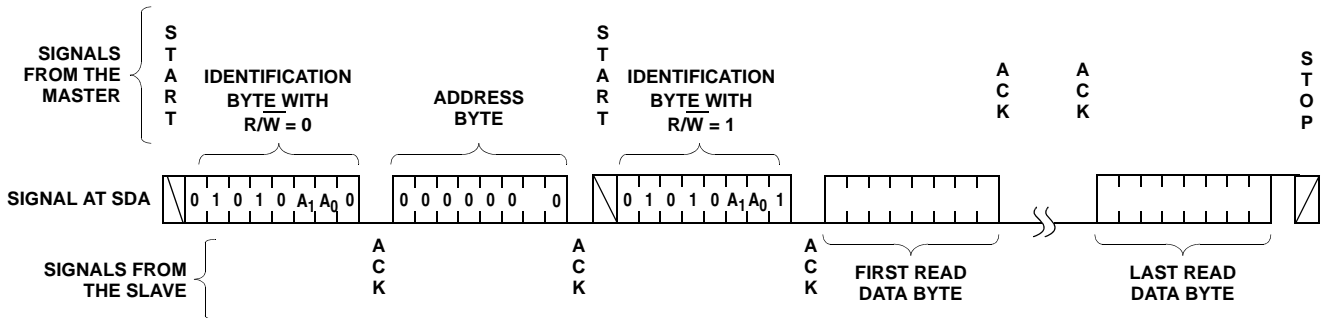 SIGNALS
FROM THE
MASTER
START
IDENTIFICATION
BYTE WITH
R/W̅ = 0
ADDRESS
BYTE
START
IDENTIFICATION
BYTE WITH
R/W̅ = 1
ACK
ACK
STOP
SIGNAL AT SDA
0 1 0 1 0 A₁ A₀ 0
0 0 0 0 0 0 0
0 1 0 1 0 A₁ A₀ 1
SIGNALS FROM
THE SLAVE
ACK
ACK
ACK
FIRST READ
DATA BYTE
LAST READ
DATA BYTE